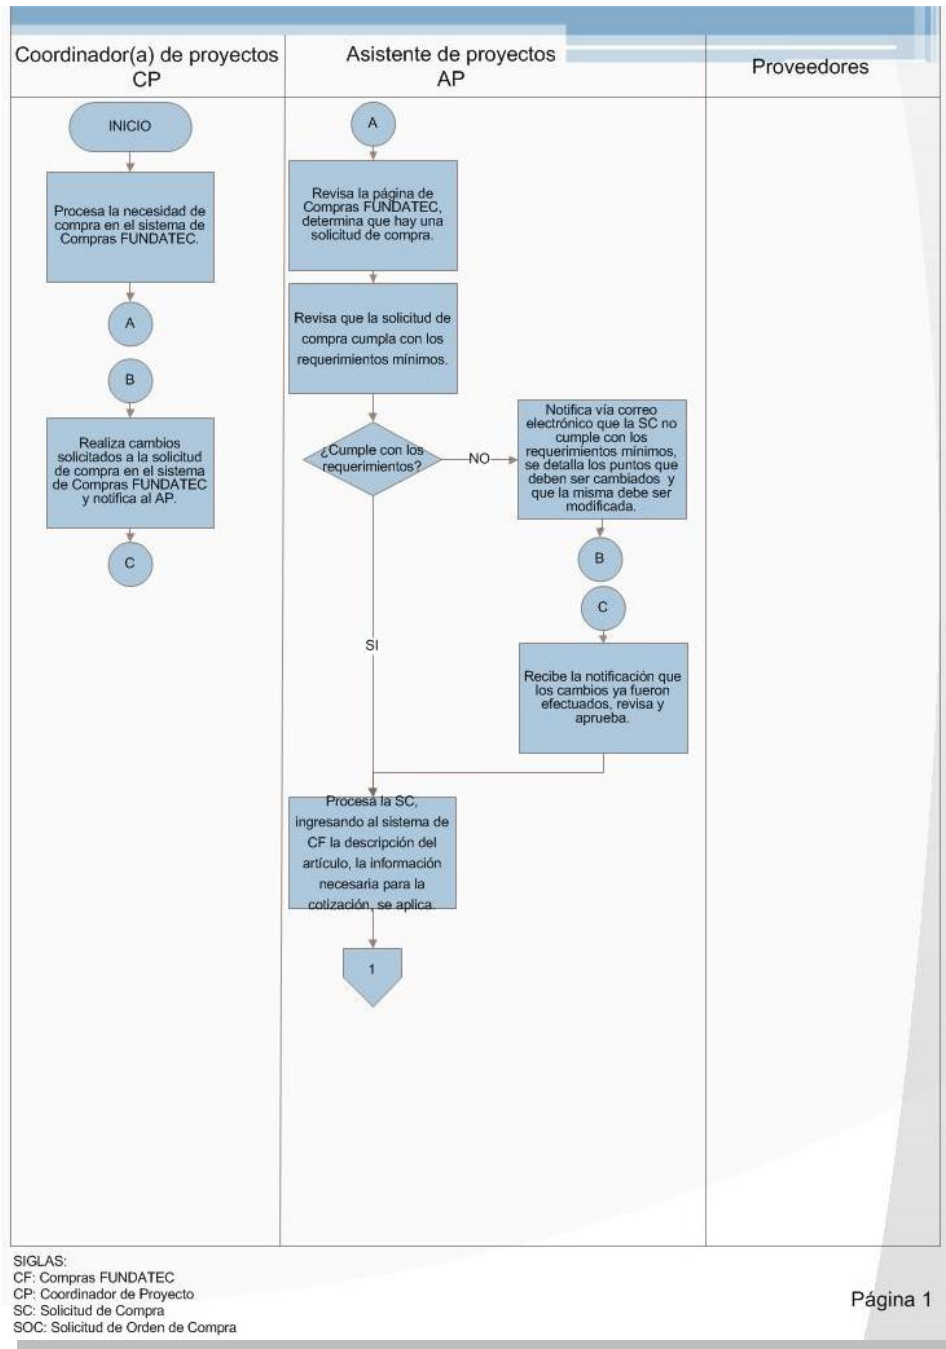 Coordinador(a) de proyectos
CP
Asistente de proyectos
AP
Proveedores
INICIO
Procesa la necesidad de
compra en el sistema de
Compras FUNDATEC.
A
B
Realiza cambios
solicitados a la solicitud
de compra en el sistema
de Compras FUNDATEC
y notifica al AP.
C
A
Revisa la página de
Compras FUNDATEC,
determina que hay una
solicitud de compra.
Revisa que la solicitud de
compra cumpla con los
requerimientos mínimos.
¿Cumple con los
requerimientos?
NO
Notifica vía correo
electrónico que la SC no
cumple con los
requerimientos mínimos,
se detalla los puntos que
deben ser cambiados y
que la misma debe ser
modificada.
B
C
Recibe la notificación que
los cambios ya fueron
efectuados, revisa y
aprueba.
SI
Procesa la SC,
ingresando al sistema de
CF la descripción del
artículo, la información
necesaria para la
cotización, se aplica.
1
SIGLAS:
CF: Compras FUNDATEC
CP: Coordinador de Proyecto
SC: Solicitud de Compra
SOC: Solicitud de Orden de Compra
Página 1